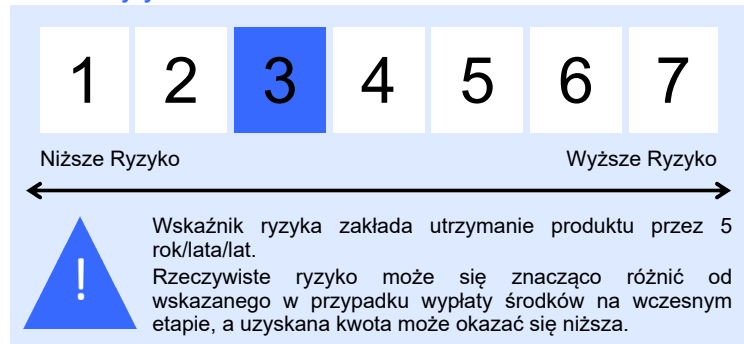 1 2 3 4 5 6 7
Niższe Ryzyko Wyższe Ryzyko
! Wskaźnik ryzyka zakłada utrzymanie produktu przez 5
rok/lata/lat.
Rzeczywiste ryzyko może się znacząco różnić od
wskazanego w przypadku wypłaty środków na wczesnym
etapie, a uzyskana kwota może okazać się niższa.